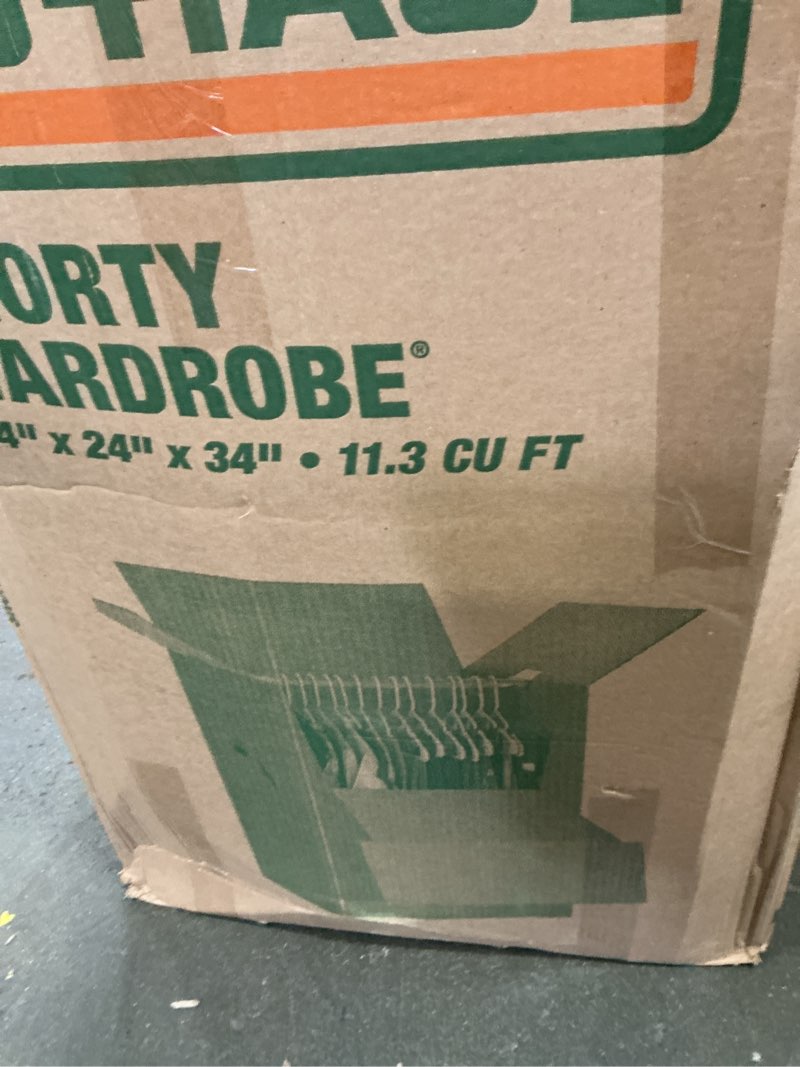 ORTY
ARDROBE®
4" x 24" x 34" • 11.3 CU FT